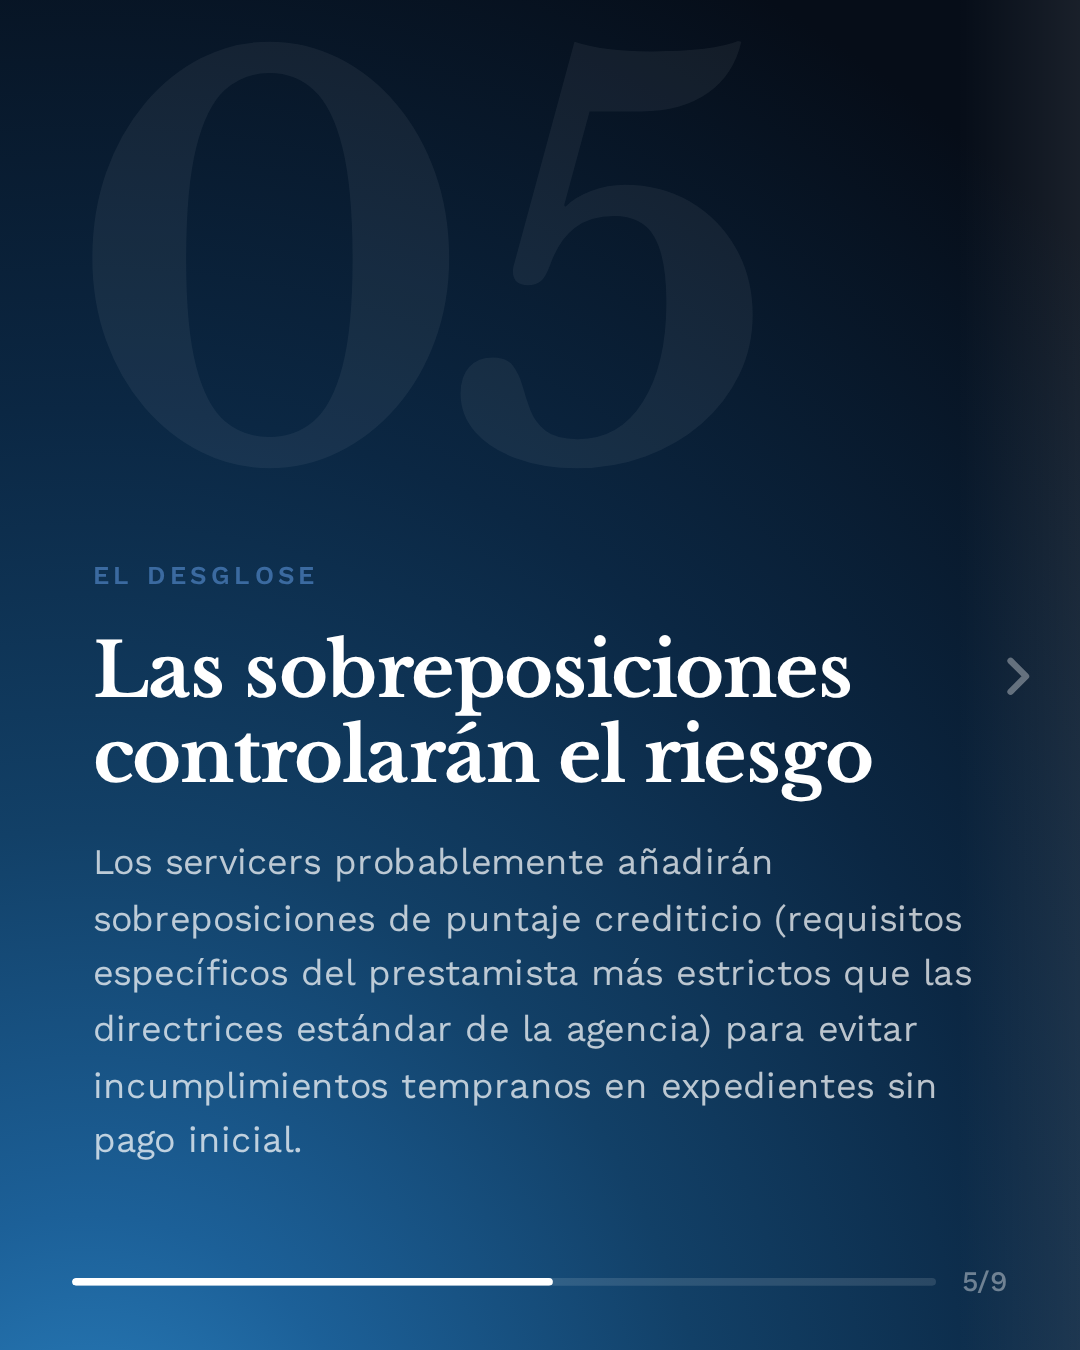 05
EL DESGLOSE
Las sobreposiciones
controlarán el riesgo
Los servicers probablemente añadirán
sobreposiciones de puntaje crediticio (requisitos
específicos del prestamista más estrictos que las
directrices estándar de la agencia) para evitar
incumplimientos tempranos en expedientes sin
pago inicial.
5/9